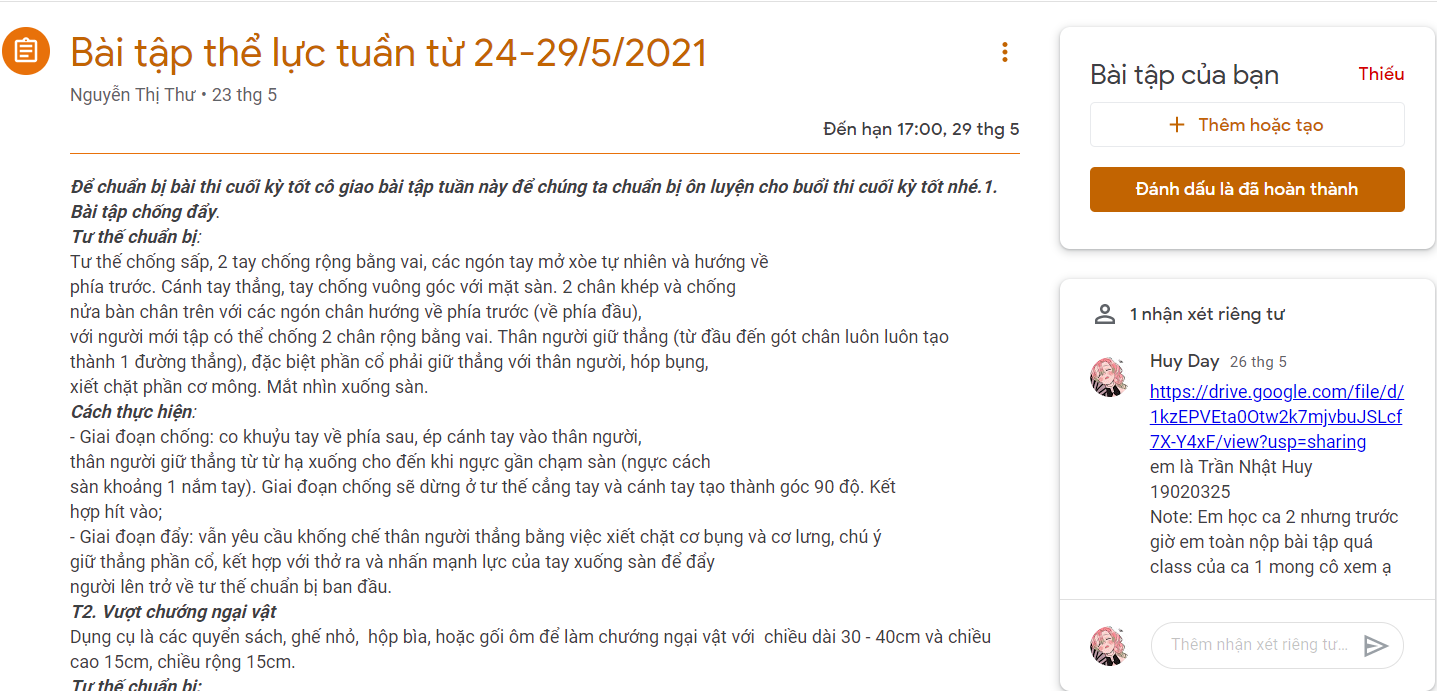 Bài tập thể lực tuần từ 24-29/5/2021
Nguyễn Thị Thư • 23 thg 5
Đến hạn 17:00, 29 thg 5
Để chuẩn bị bài thi cuối kỳ tốt cô giao bài tập tuần này để chúng ta chuẩn bị ôn luyện cho buổi thi cuối kỳ tốt nhé.1.
Bài tập chống đẩy.
Tư thế chuẩn bị:
Tư thế chống sấp, 2 tay chống rộng bằng vai, các ngón tay mở xòe tự nhiên và hướng về
phía trước. Cánh tay thẳng, tay chống vuông góc với mặt sàn. 2 chân khép và chống
nửa bàn chân trên với các ngón chân hướng về phía trước (về phía đầu),
với người mới tập có thể chống 2 chân rộng bằng vai. Thân người giữ thẳng (từ đầu đến gót chân luôn luôn tạo
thành 1 đường thẳng), đặc biệt phần cổ phải giữ thẳng với thân người, hóp bụng,
xiết chặt phần cơ mông. Mắt nhìn xuống sàn.
Cách thực hiện:
- Giai đoạn chống: co khuỷu tay về phía sau, ép cánh tay vào thân người,
thân người giữ thẳng từ từ hạ xuống cho đến khi ngực gần chạm sàn (ngực cách
sàn khoảng 1 nắm tay). Giai đoạn chống sẽ dừng ở tư thế cẳng tay và cánh tay tạo thành góc 90 độ. Kết
hợp hít vào;
- Giai đoạn đẩy: vẫn yêu cầu khống chế thân người thẳng bằng việc xiết chặt cơ bụng và cơ lưng, chú ý
giữ thẳng phần cổ, kết hợp với thở ra và nhấn mạnh lực của tay xuống sàn để đẩy
người lên trở về tư thế chuẩn bị ban đầu.
T2. Vượt chướng ngại vật
Dụng cụ là các quyển sách, ghế nhỏ, hộp bìa, hoặc gối ôm để làm chướng ngại vật với chiều dài 30 - 40cm và chiều
cao 15cm, chiều rộng 15cm.
Tư thế chuẩn bị:
Bài tập của bạn
Thiếu
+ Thêm hoặc tạo
Đánh dấu là đã hoàn thành
1 nhận xét riêng tư
Huy Day 26 thg 5
https://drive.google.com/file/d/
1kzEPVEta0Otw2k7mjvbuJSLcf
7X-Y4xF/view?usp=sharing
em là Trần Nhật Huy
19020325
Note: Em học ca 2 nhưng trước
giờ em toàn nộp bài tập quá
class của ca 1 mong cô xem ạ
Thêm nhận xét riêng tư...